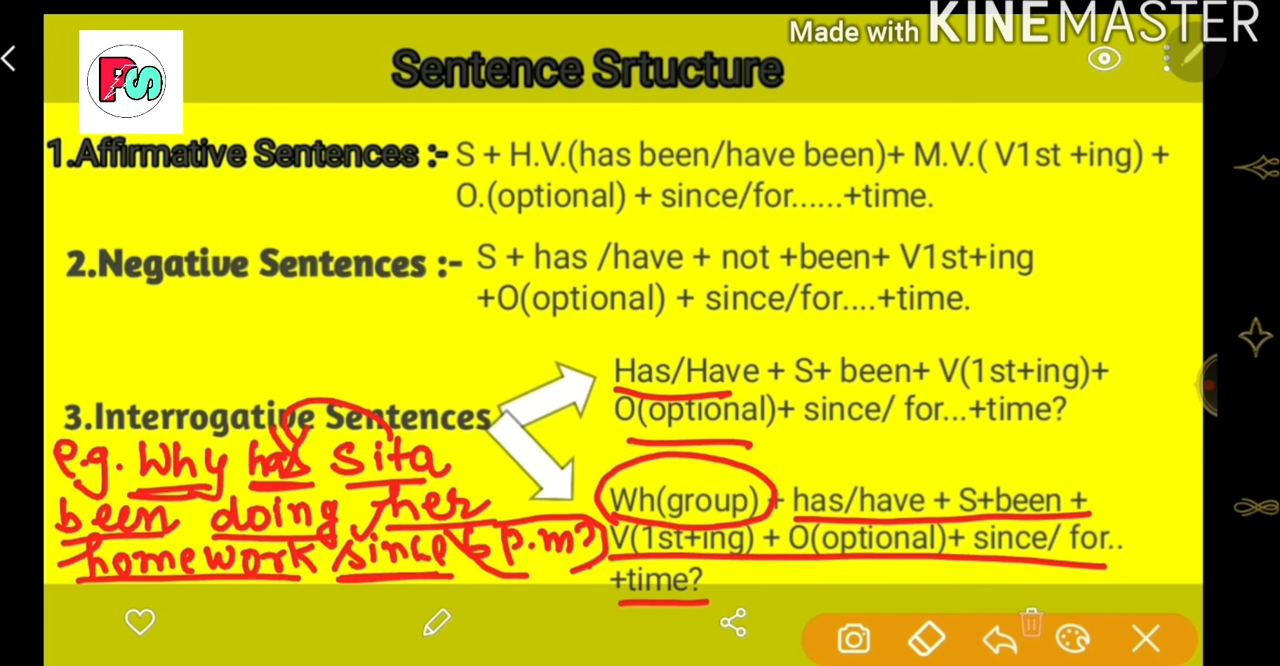 Made with KINEMASTER
PS
Sentence Srtucture
1.Affirmative Sentences :- S + H.V.(has been/have been)+ M.V.( V1st +ing) +
O.(optional) + since/for......+time.
2.Negative Sentences :- S + has /have + not +been+ V1st+ing
+O(optional) + since/for....+time.
Has/Have + S+ been+ V(1st+ing)+
O(optional)+ since/ for...+time?
3.Interrogative Sentences
Wh(group) + has/have + S+been +
V(1st+ing) + O(optional)+ since/ for..
+time?
e.g. Why has sita
been doing her
homework since 6 p.m?